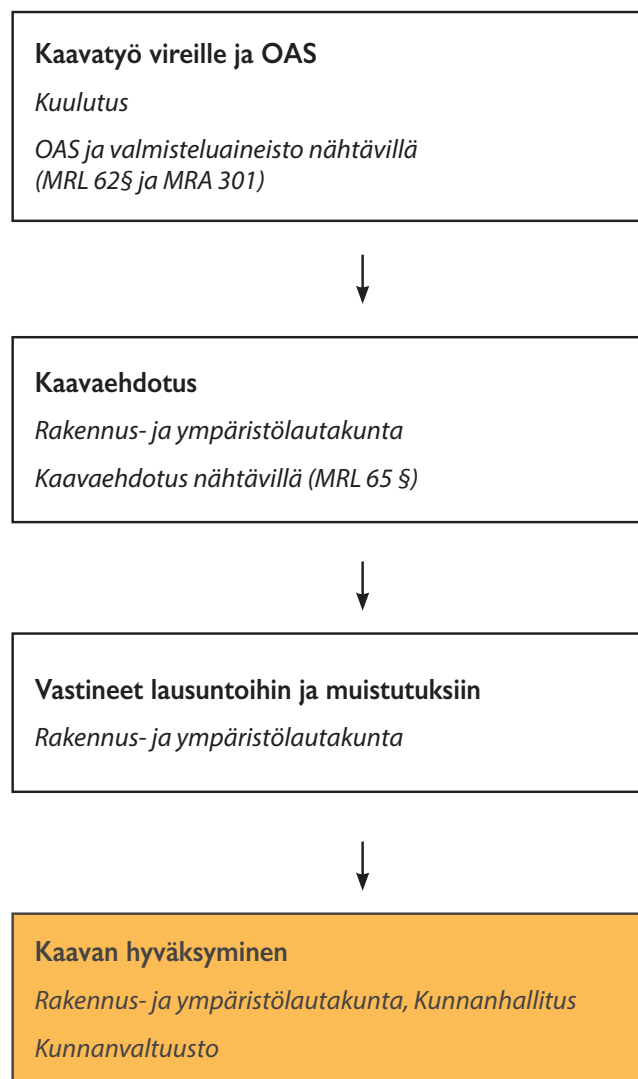 Kaavatyö vireille ja OAS
Kuulutus
OAS ja valmisteluaineisto nähtävillä
(MRL 62§ ja MRA 301)
Kaavaehdotus
Rakennus- ja ympäristölautakunta
Kaavaehdotus nähtävillä (MRL 65 §)
Vastineet lausuntoihin ja muistutuksiin
Rakennus- ja ympäristölautakunta
Kaavan hyväksyminen
Rakennus- ja ympäristölautakunta, Kunnanhallitus
Kunnanvaltuusto